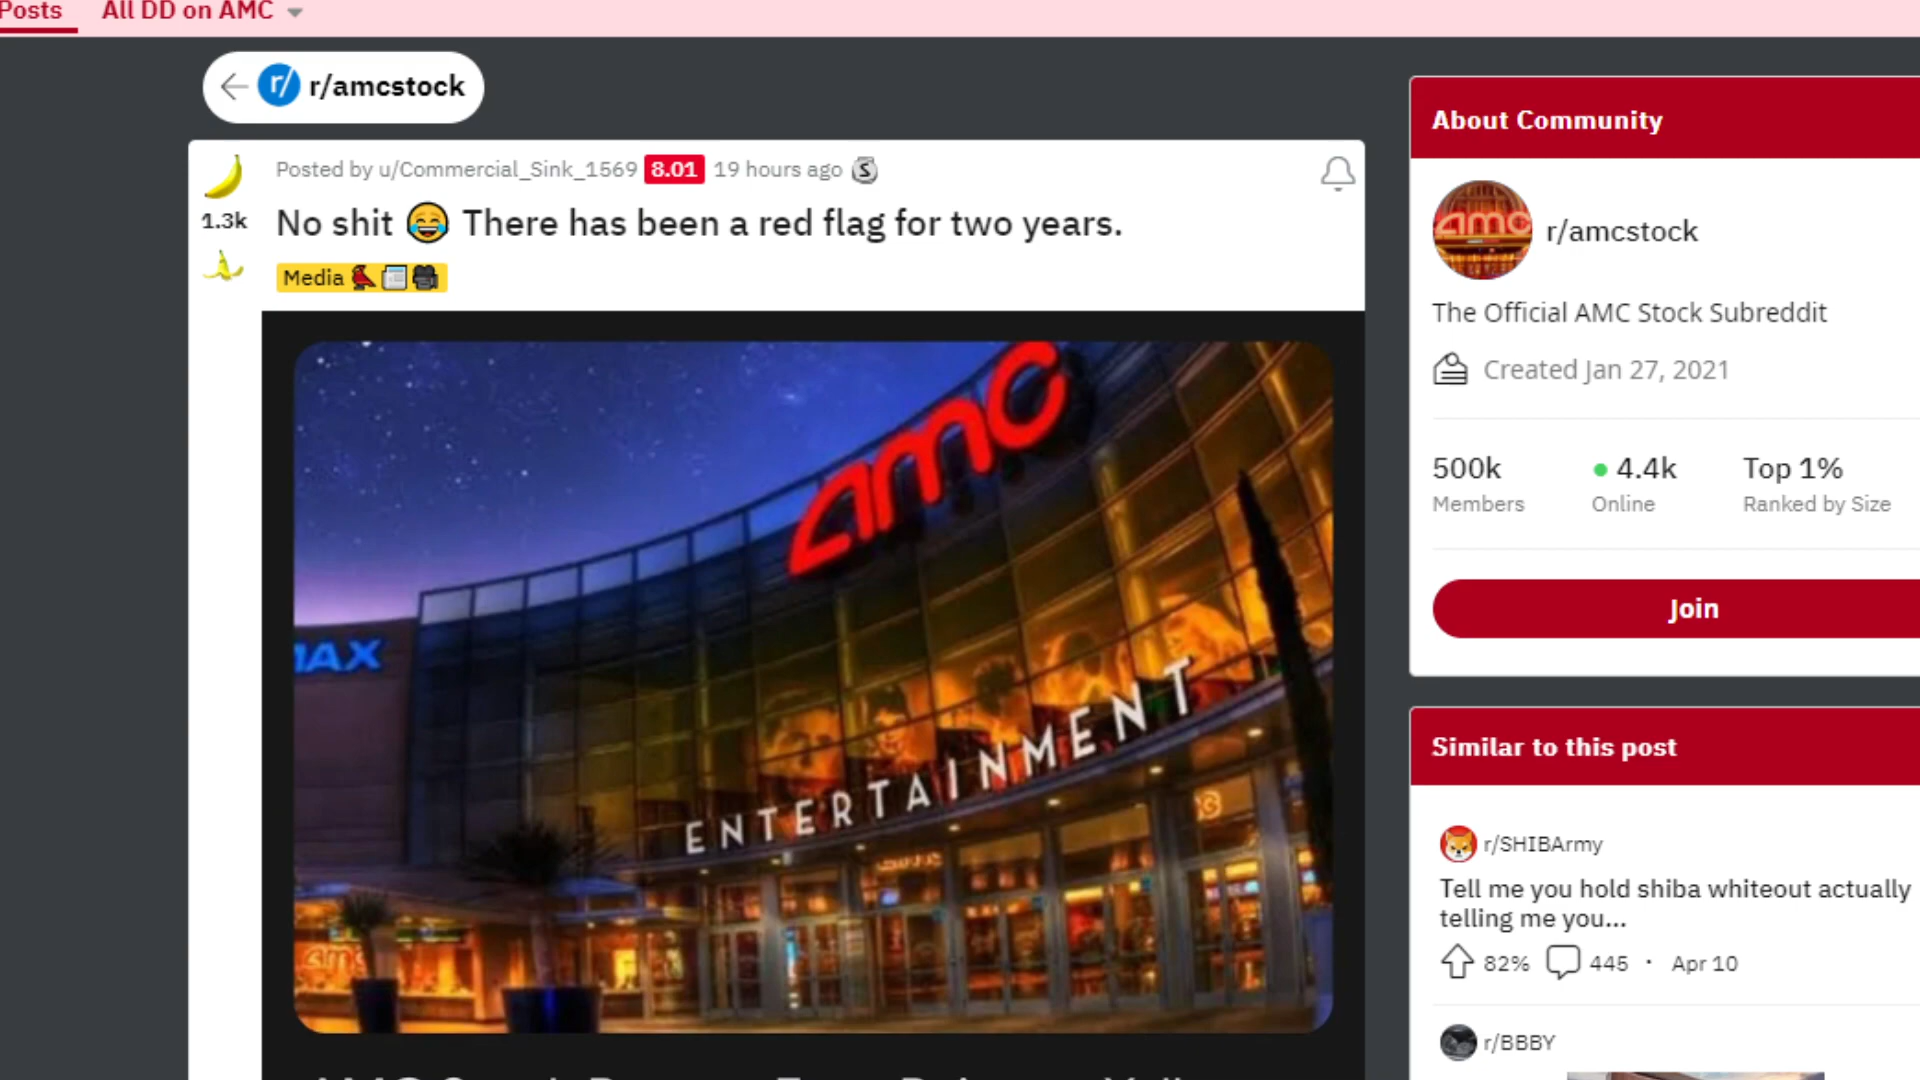 Posts All DD on AMC
r/ r/amcstock
Posted by u/Commercial_Sink_1569 8.01 19 hours ago
1.3k
No shit 😂 There has been a red flag for two years.
Media
amc
IAX
ENTERTAINMENT
amc
About Community
amc
r/amcstock
The Official AMC Stock Subreddit
Created Jan 27, 2021
500k 4.4k Top 1%
Members Online Ranked by Size
Join
Similar to this post
r/SHIBArmy
Tell me you hold shiba whiteout actually
telling me you...
82% 445 · Apr 10
r/BBBY